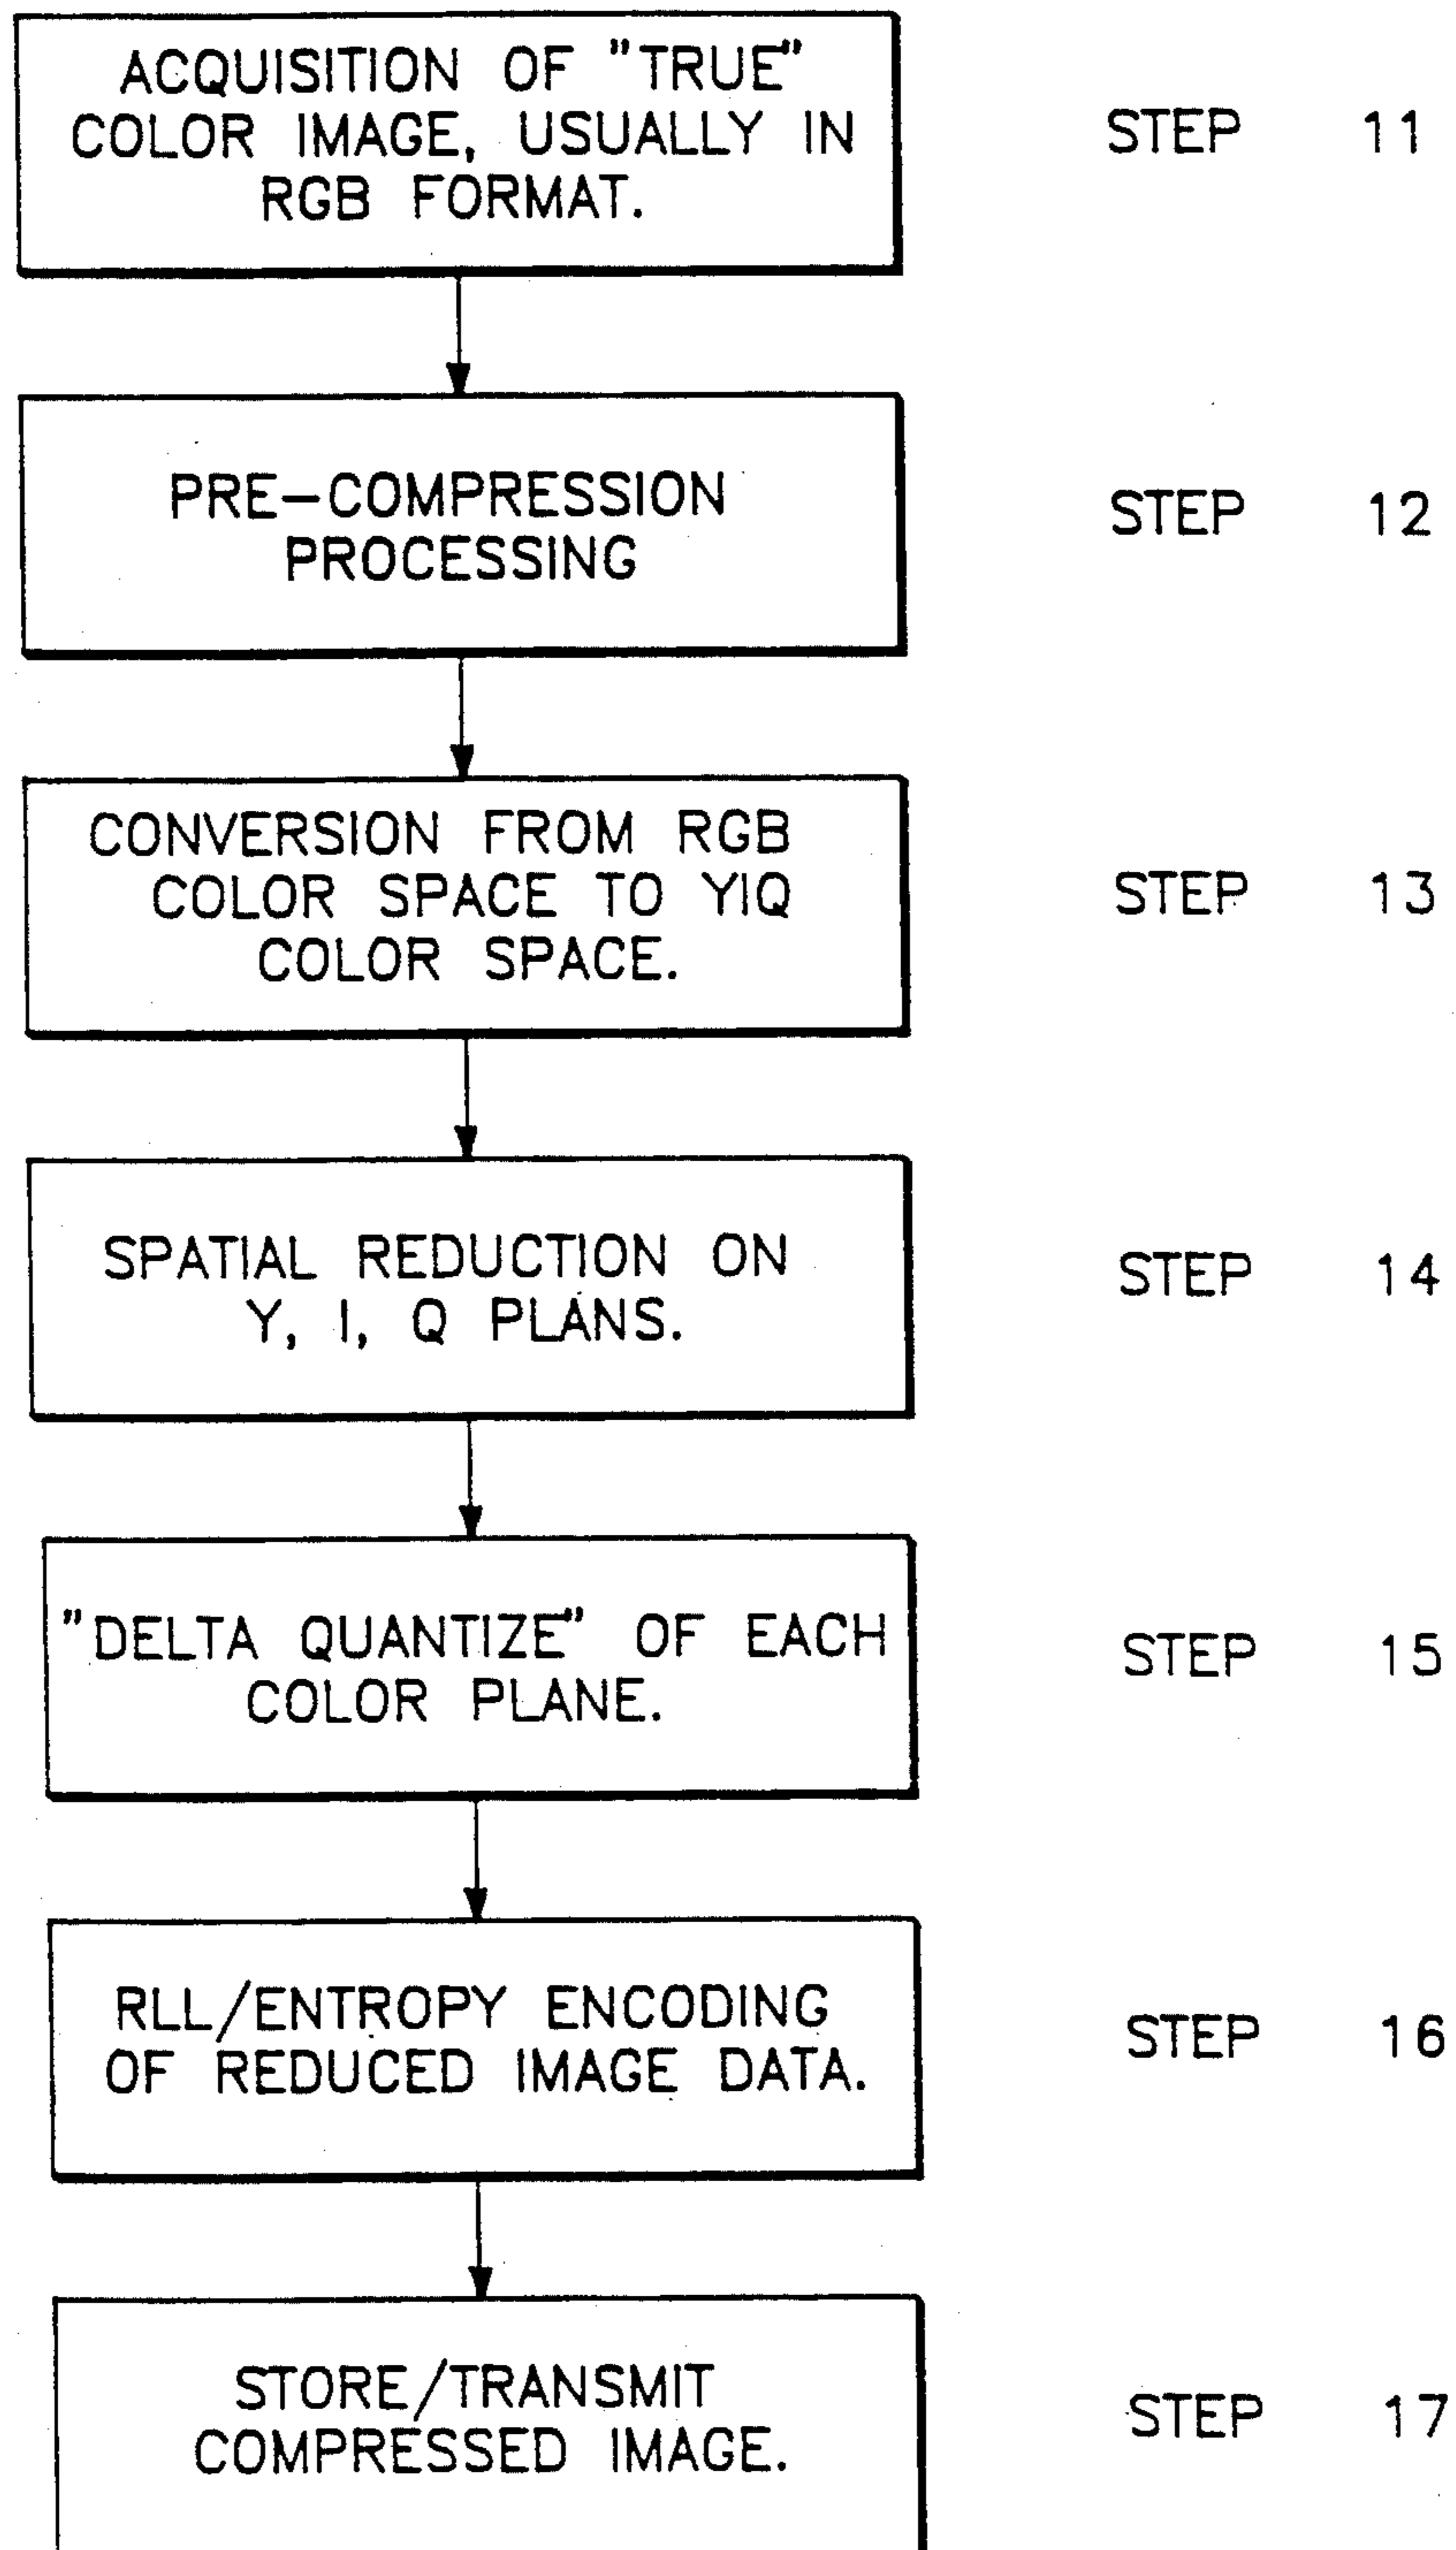 ACQUISITION OF "TRUE"
COLOR IMAGE, USUALLY IN
RGB FORMAT.
STEP 11
PRE-COMPRESSION
PROCESSING
STEP 12
CONVERSION FROM RGB
COLOR SPACE TO YIQ
COLOR SPACE.
STEP 13
SPATIAL REDUCTION ON
Y, I, Q PLANS.
STEP 14
"DELTA QUANTIZE" OF EACH
COLOR PLANE.
STEP 15
RLL/ENTROPY ENCODING
OF REDUCED IMAGE DATA.
STEP 16
STORE/TRANSMIT
COMPRESSED IMAGE.
STEP 17